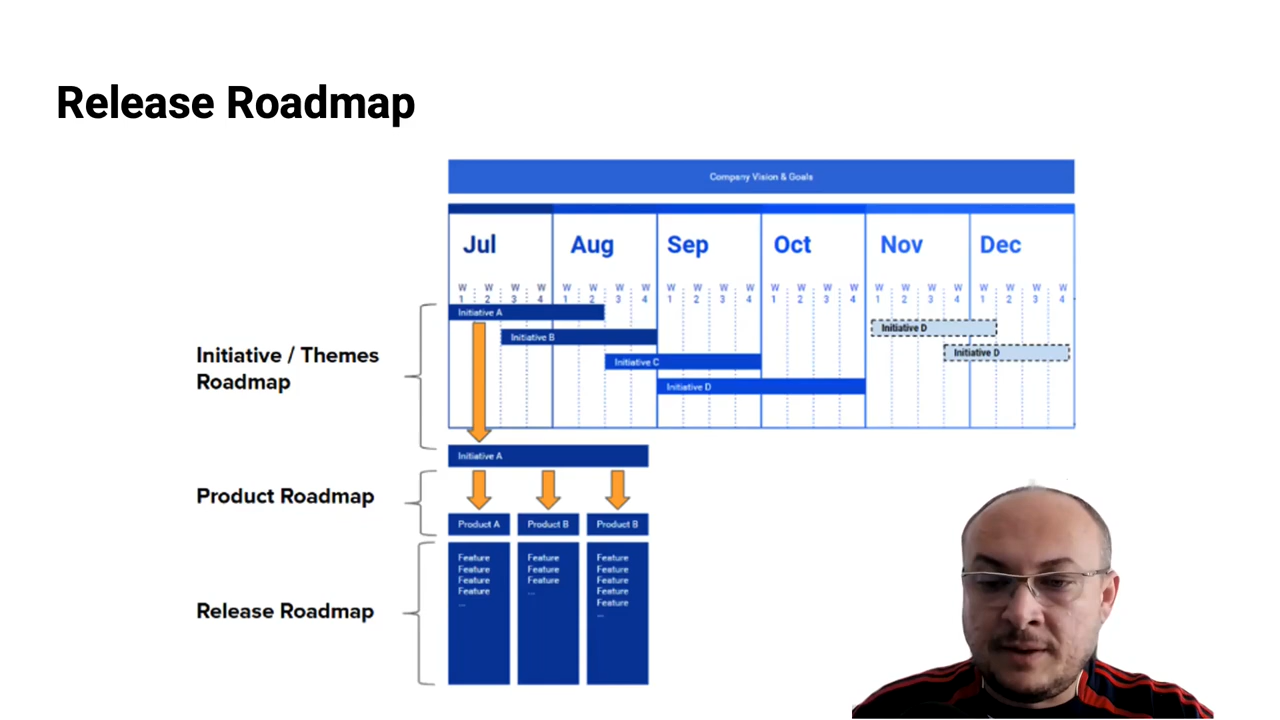 Release Roadmap
Company Vision & Goals
Jul Aug Sep Oct Nov Dec
W W W W W W W W W W W W W W W W W W W W W W W W
1 2 3 4 1 2 3 4 1 2 3 4 1 2 3 4 1 2 3 4 1 2 3 4
Initiative A
Initiative D
Initiative B
Initiative / Themes
Roadmap
Initiative D
Initiative C
Initiative D
Initiative A
Product Roadmap
Product A Product B Product B
Feature Feature Feature
Feature Feature Feature
Feature Feature Feature
Feature ... Feature
... Feature
...
Release Roadmap